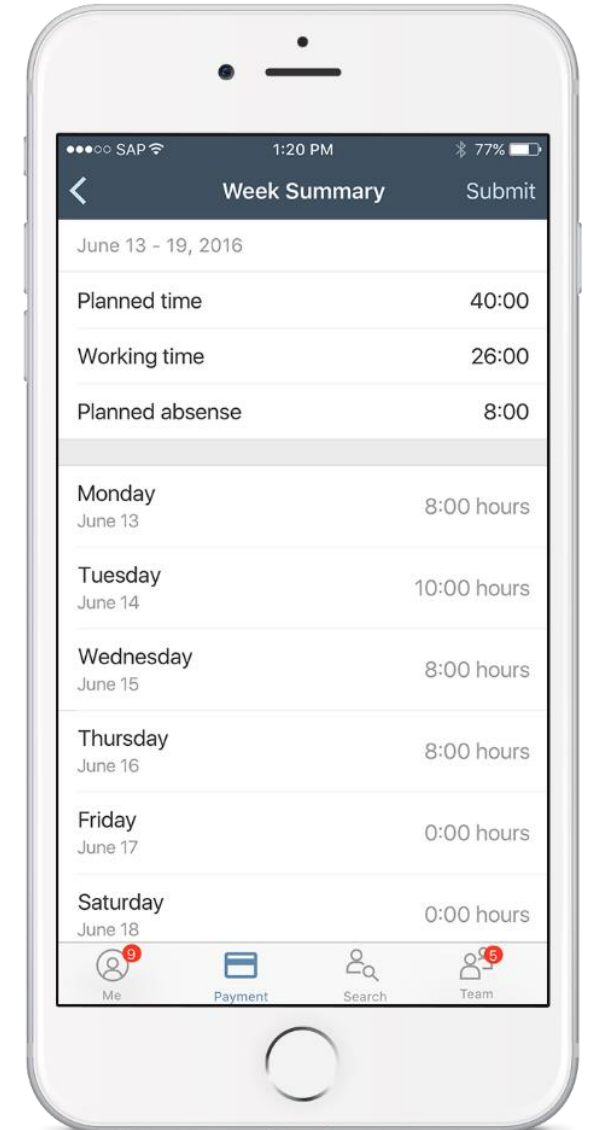 SAP 1:20 PM 77%
Week Summary Submit
June 13 - 19, 2016
Planned time 40:00
Working time 26:00
Planned absense 8:00
Monday 8:00 hours
June 13
Tuesday 10:00 hours
June 14
Wednesday 8:00 hours
June 15
Thursday 8:00 hours
June 16
Friday 0:00 hours
June 17
Saturday 0:00 hours
June 18
9 5
Me Payment Search Team